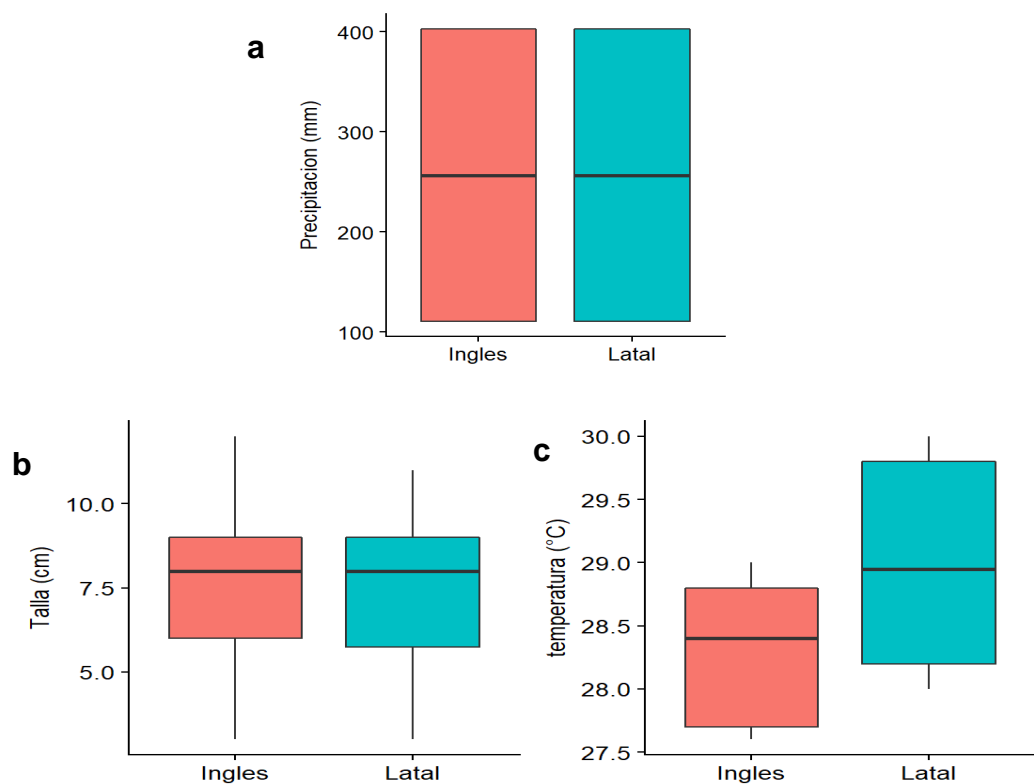 a
Precipitacion (mm)
400
300
200
100
Ingles Latal
b
Talla (cm)
10.0
7.5
5.0
Ingles Latal
c
temperatura (°C)
30.0
29.5
29.0
28.5
28.0
27.5
Ingles Latal